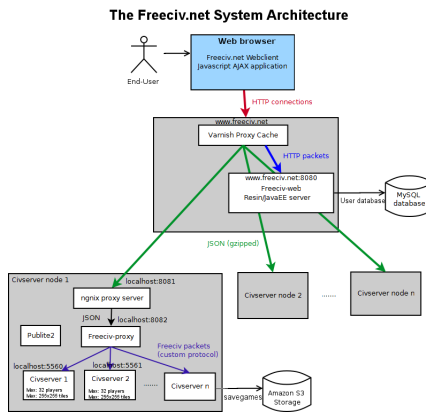 The Freeciv.net System Architecture
Web browser
Freeciv.net Webclient
Javascript AJAX application
End-User
HTTP connections
www.freeciv.net
Varnish Proxy Cache
HTTP packets
www.freeciv.net:8080
Freeciv-web
Resin/JavaEE server
User database
MySQL
database
JSON (gzipped)
Civserver node 1
localhost:8081
ngnix proxy server
JSON
localhost:8082
Publite2
Freeciv-proxy
Freeciv packets
(custom protocol)
localhost:5560
localhost:5561
Civserver 1
Max: 32 players
Max: 255x255 tiles
Civserver 2
Max: 32 players
Max: 255x255 tiles
.......
Civserver n
savegames
Amazon S3
Storage
Civserver node 2
.......
Civserver node n